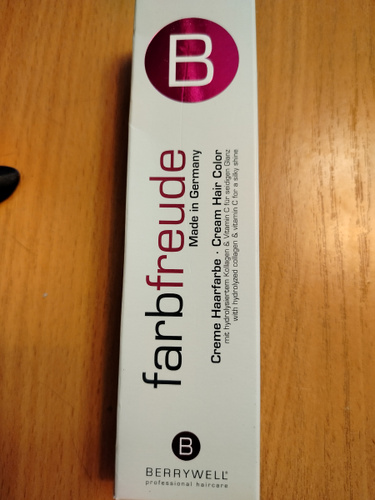 B
farbfreude
Made in Germany
Creme Haarfarbe · Cream Hair Color
mit hydrolysiertem Kollagen & Vitamin C für seidigen Glanz
with hydrolyzed collagen & vitamin C for a silky shine
B
BERRYWELL®
professional haircare